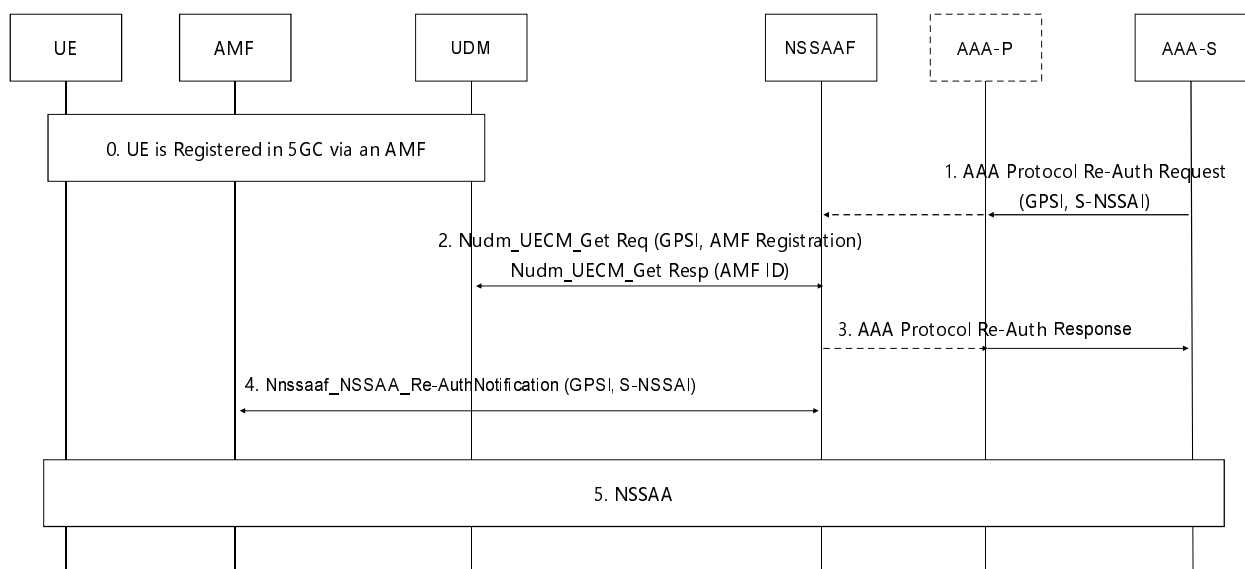 UE
AMF
UDM
NSSAAF
AAA-P
AAA-S
0. UE is Registered in 5GC via an AMF
1. AAA Protocol Re-Auth Request
(GPSI, S-NSSAI)
2. Nudm_UECM_Get Req (GPSI, AMF Registration)
Nudm_UECM_Get Resp (AMF ID)
3. AAA Protocol Re-Auth Response
4. Nnssaaf_NSSAA_Re-AuthNotification (GPSI, S-NSSAI)
5. NSSAA